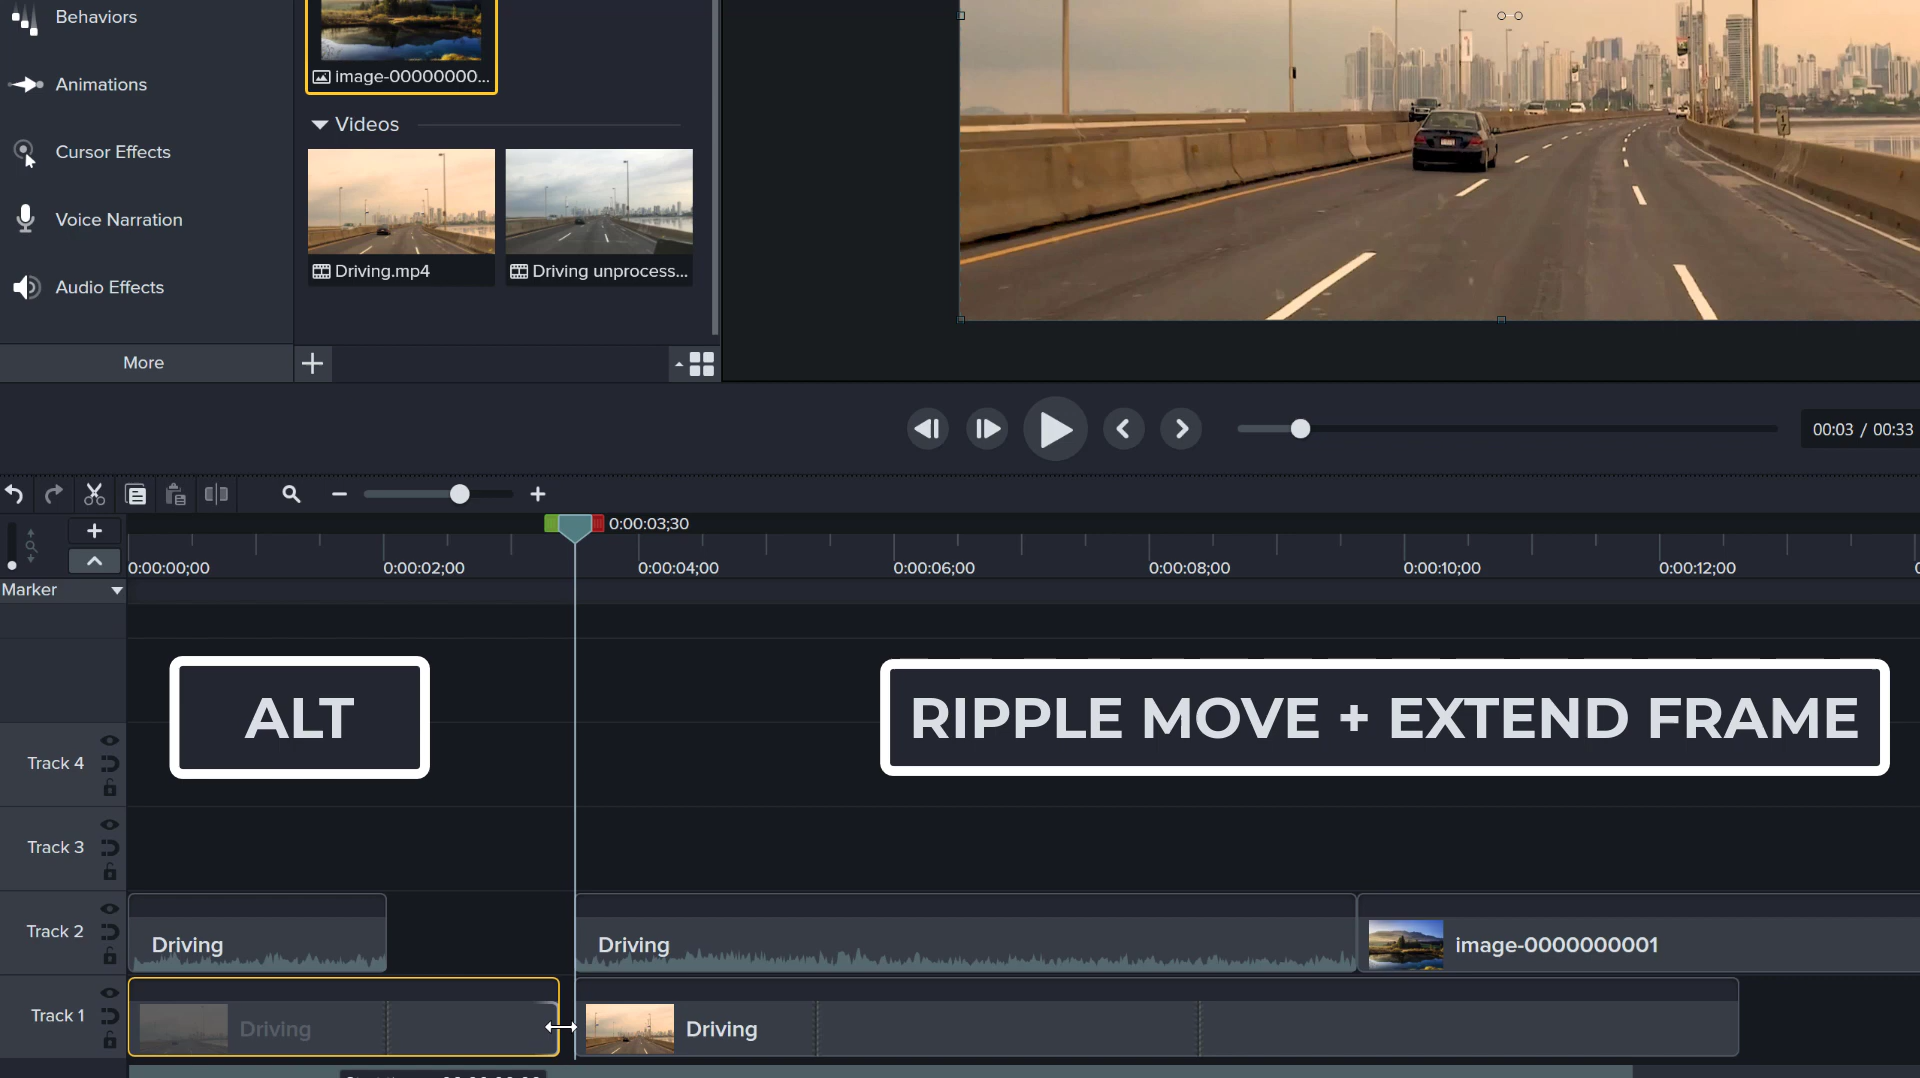 Behaviors
Animations
Cursor Effects
Voice Narration
Audio Effects
More
image-00000000...
Videos
Driving.mp4
Driving unprocess...
00:03 / 00:33
0:00:03;30
0:00:00;00
0:00:02;00
0:00:04;00
0:00:06;00
0:00:08;00
0:00:10;00
0:00:12;00
Marker
ALT
RIPPLE MOVE + EXTEND FRAME
Track 4
Track 3
Track 2
Driving
Driving
image-0000000001
Track 1
Driving
Driving